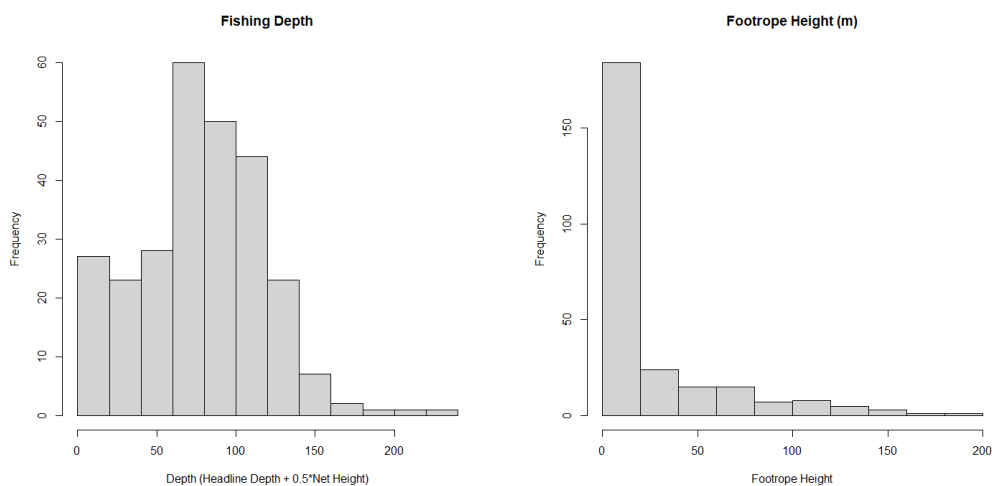 Fishing Depth
Frequency
0 10 20 30 40 50 60
0 50 100 150 200
Depth (Headline Depth + 0.5*Net Height)
Footrope Height (m)
Frequency
0 50 100 150
0 50 100 150 200
Footrope Height